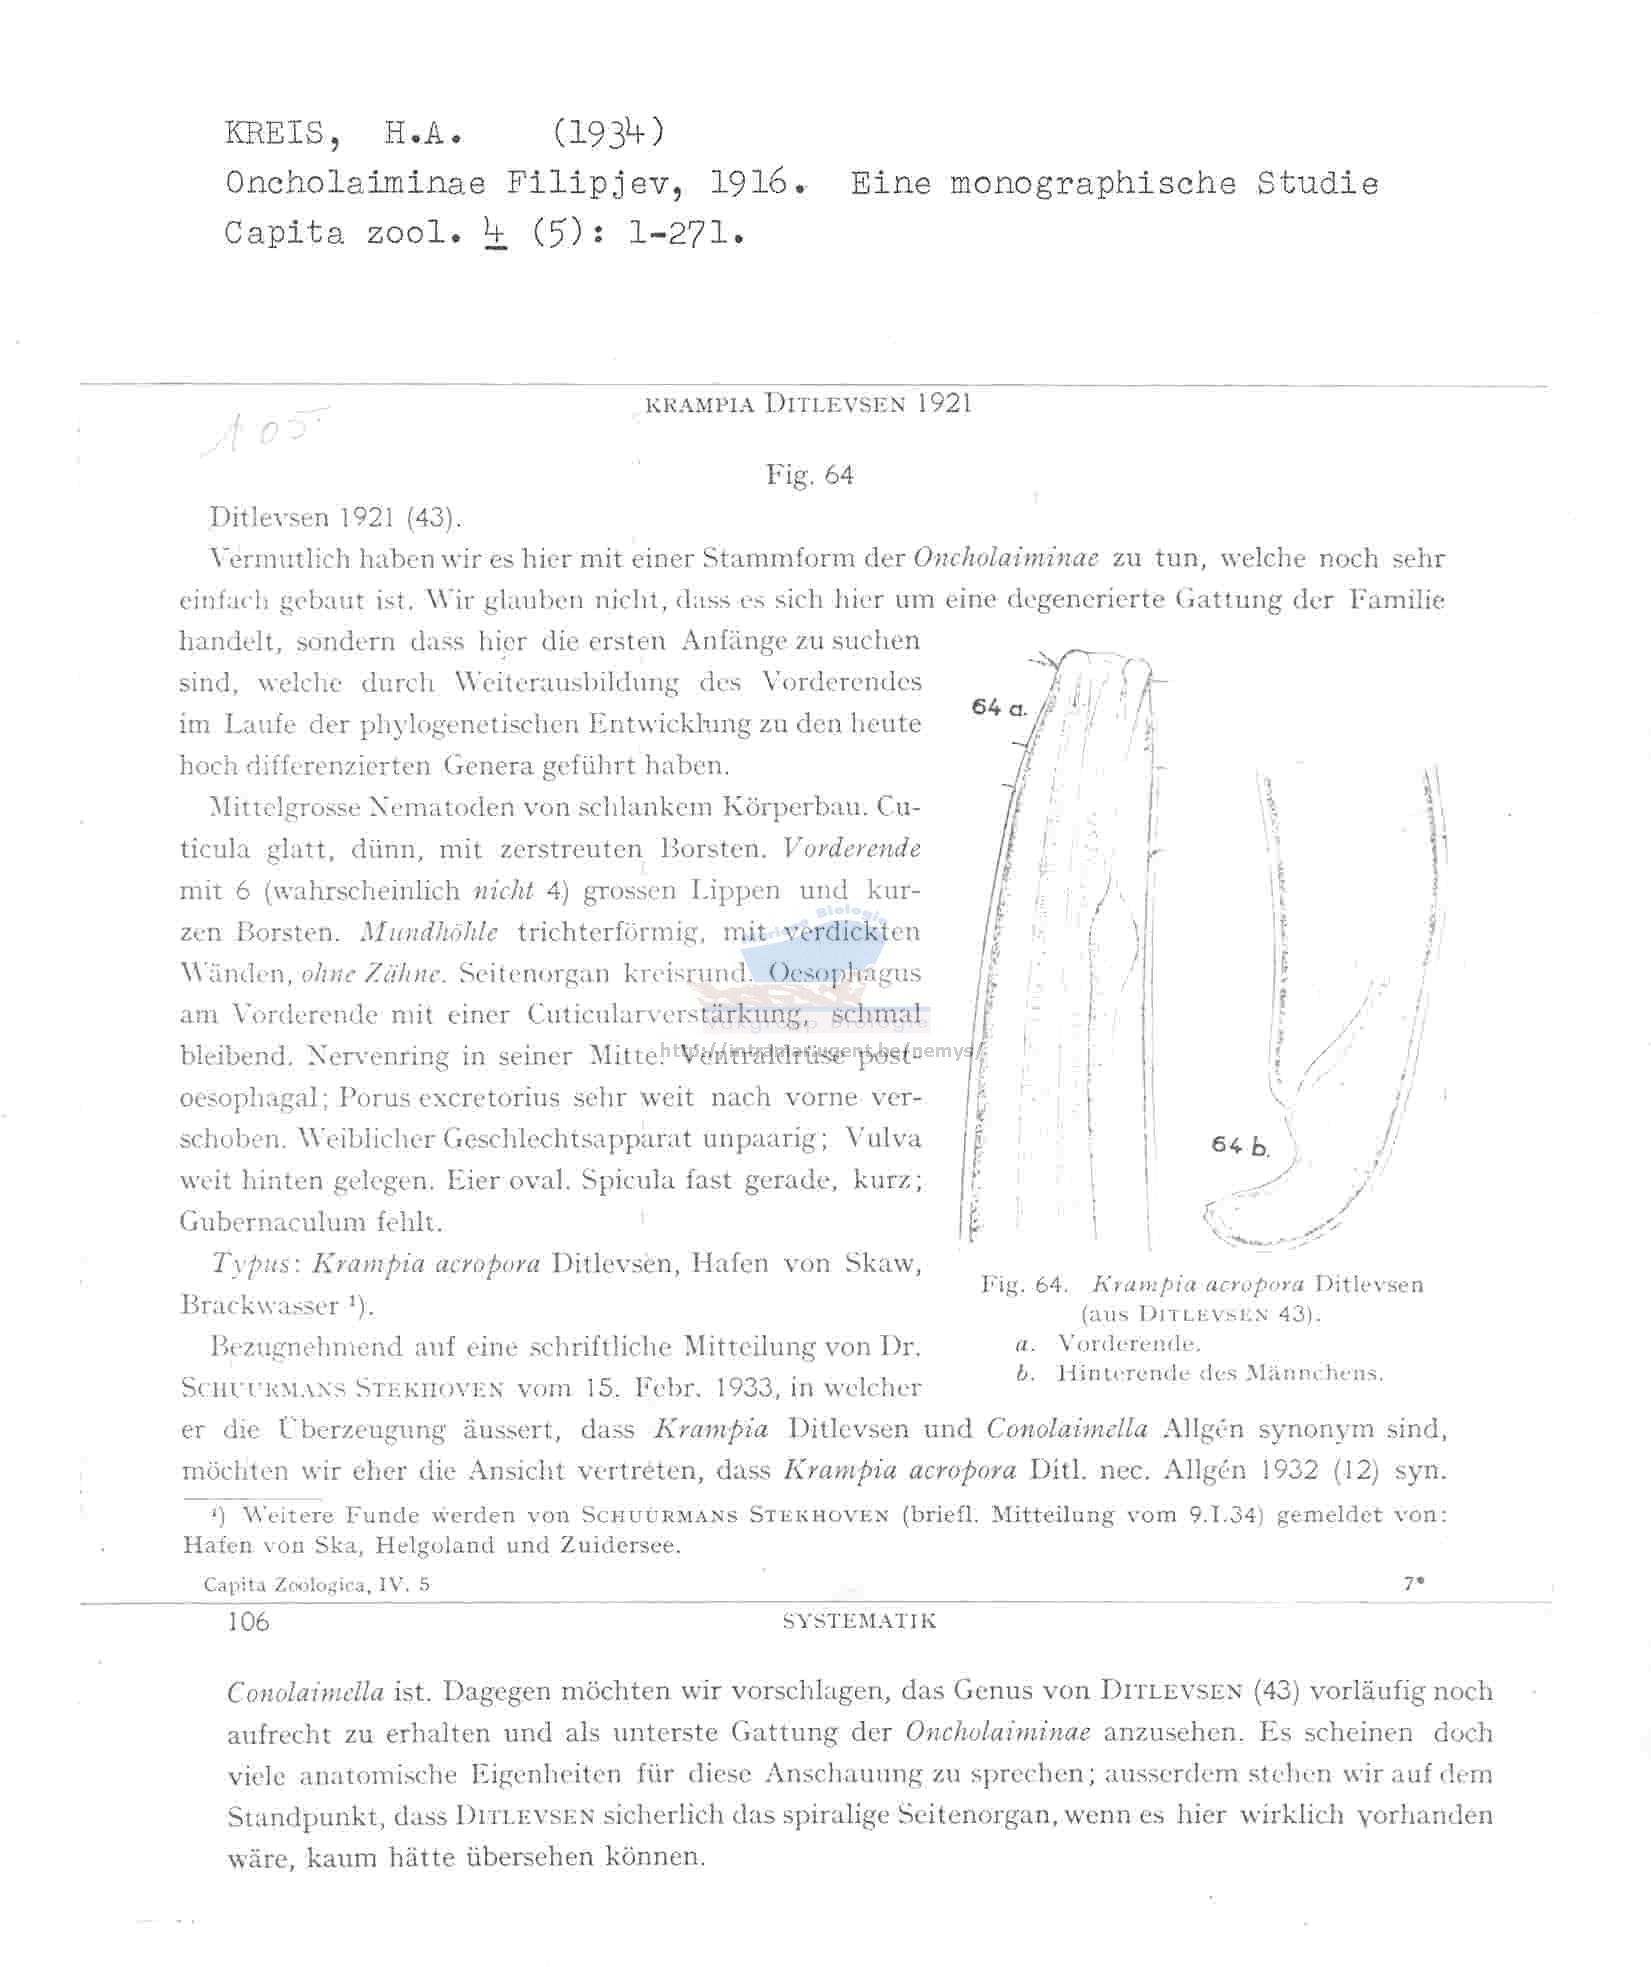 KREIS, H.A. (1934)
Oncholaiminae Filipjev, 1916. Eine monographische Studie
Capita zool. 4 (5): 1-271.
KRAMPIA DITLEVSEN 1921
105
Fig. 64
Ditlevsen 1921 (43).
Vermutlich haben wir es hier mit einer Stammform der Oncholaiminae zu tun, welche noch sehr
einfach gebaut ist. Wir glauben nicht, dass es sich hier um eine degenerierte Gattung der Familie
handelt, sondern dass hier die ersten Anfänge zu suchen
sind, welche durch Weiterausbildung des Vorderendes
im Laufe der phylogenetischen Entwicklung zu den heute
hoch differenzierten Genera geführt haben.
Mittelgrosse Nematoden von schlankem Körperbau. Cu-
ticula glatt, dünn, mit zerstreuten Borsten. Vorderende
mit 6 (wahrscheinlich nicht 4) grossen Lippen und kur-
zen Borsten. Mundhöhle trichterförmig, mit verdickten
Wänden, ohne Zähne. Seitenorgan kreisrund. Oesophagus
am Vorderende mit einer Cuticularverstärkung, schmal
bleibend. Nervenring in seiner Mitte. Ventraldrüse post-
oesophagal; Porus excretorius sehr weit nach vorne ver-
schoben. Weiblicher Geschlechtsapparat unpaarig; Vulva
weit hinten gelegen. Eier oval. Spicula fast gerade, kurz;
Gubernaculum fehlt.
Typus: Krampia acropora Ditlevsen, Hafen von Skaw,
Brackwasser ¹).
Bezugnehmend auf eine schriftliche Mitteilung von Dr.
SCHUURMANS STEKHOVEN vom 15. Febr. 1933, in welcher
64 a.
64 b.
Fig. 64. Krampia acropora Ditlevsen
(aus DITLEVSEN 43).
a. Vorderende.
b. Hinterende des Männchens.
er die Überzeugung äussert, dass Krampia Ditlevsen und Conolaimella Allgén synonym sind,
möchten wir eher die Ansicht vertreten, dass Krampia acropora Ditl. nec. Allgén 1932 (12) syn.
¹) Weitere Funde werden von SCHUURMANS STEKHOVEN (briefl. Mitteilung vom 9.I.34) gemeldet von:
Hafen von Ska, Helgoland und Zuidersee.
Capita Zoologica, IV, 5 7*
106 SYSTEMATIK
Conolaimella ist. Dagegen möchten wir vorschlagen, das Genus von DITLEVSEN (43) vorläufig noch
aufrecht zu erhalten und als unterste Gattung der Oncholaiminae anzusehen. Es scheinen doch
viele anatomische Eigenheiten für diese Anschauung zu sprechen; ausserdem stehen wir auf dem
Standpunkt, dass DITLEVSEN sicherlich das spiralige Seitenorgan, wenn es hier wirklich vorhanden
wäre, kaum hätte übersehen können.
Mariene Biologie
Vakgroep Biologie
http://intramar.ugent.be/nemys/